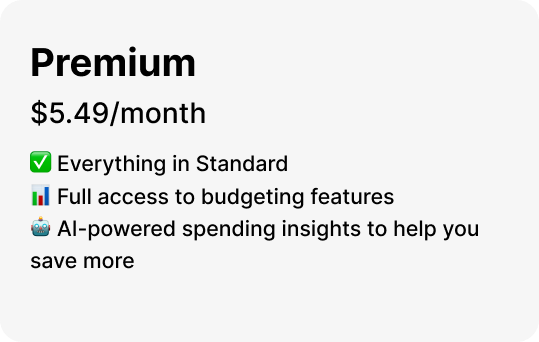 Premium
$5.49/month
✅ Everything in Standard
📊 Full access to budgeting features
🤖 AI-powered spending insights to help you
save more